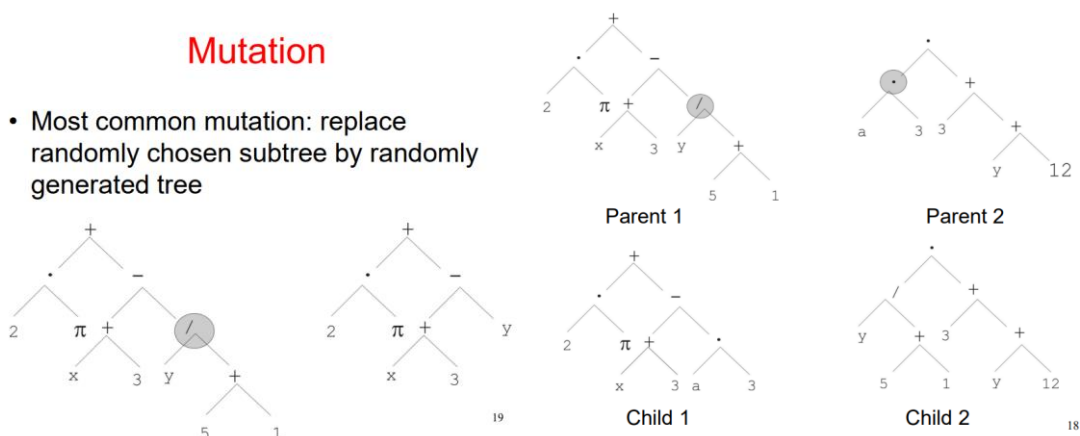 Mutation
• Most common mutation: replace
randomly chosen subtree by randomly
generated tree
+
· −
2 π + /
x 3 y +
5 1
+
· −
2 π + y
x 3
19
+
· −
2 π + /
x 3 y +
5 1
Parent 1
·
· +
a 3 3 +
y 12
Parent 2
+
· −
2 π + ·
x 3 a 3
Child 1
·
/ +
y + 3 +
5 1 y 12
Child 2
18